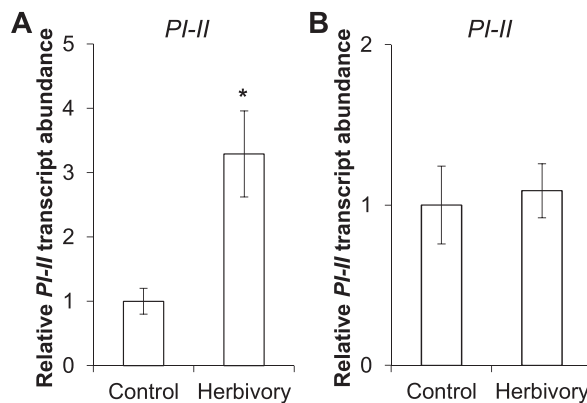 A
PI-II
Relative PI-II transcript abundance
5
4
3
2
1
0
*
Control Herbivory
B
PI-II
Relative PI-II transcript abundance
2
1
0
Control Herbivory